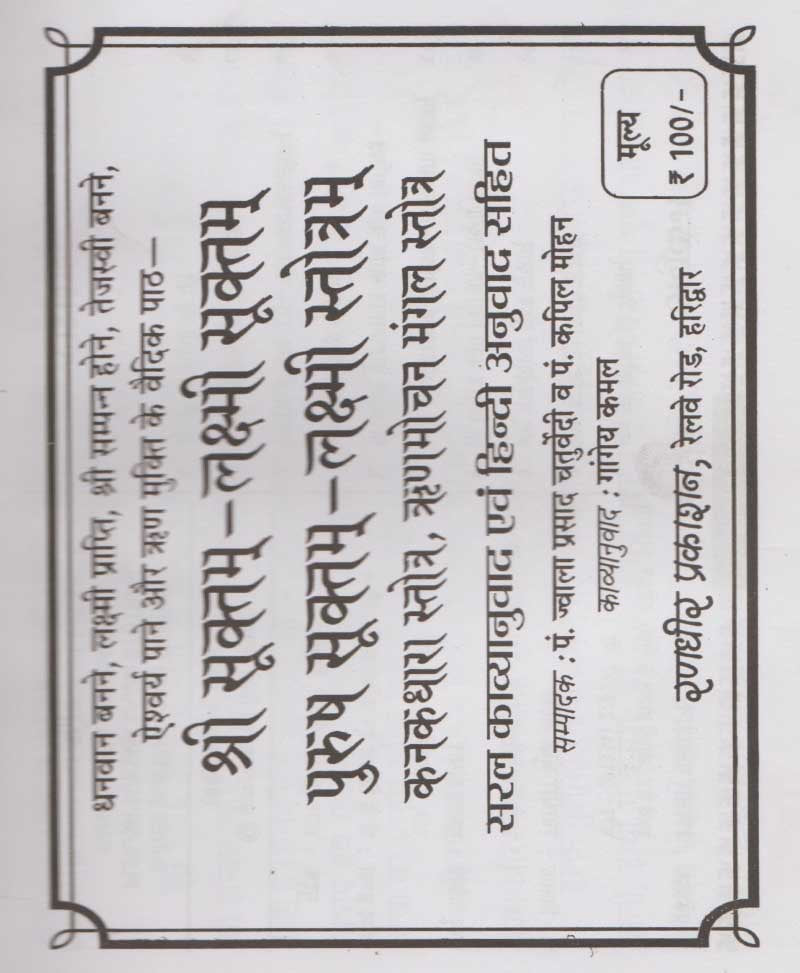 धनवान बनने, लक्ष्मी प्राप्ति, श्री सम्पन्न होने, तेजस्वी बनने,
ऐश्वर्य पाने और ऋण मुक्ति के वैदिक पाठ—
श्री सूक्तम्–लक्ष्मी सूक्तम्
पुरुष सूक्तम्–लक्ष्मी स्तोत्रम्
कनकधारा स्तोत्र, ऋणमोचन मंगल स्तोत्र
सरल काव्यानुवाद एवं हिन्दी अनुवाद सहित
सम्पादक : पं. ज्वाला प्रसाद चतुर्वेदी व पं. कपिल मोहन
काव्यानुवाद : गांगेय कमल
रणधीर प्रकाशन, रेलवे रोड, हरिद्वार
मूल्य
₹ 100/-